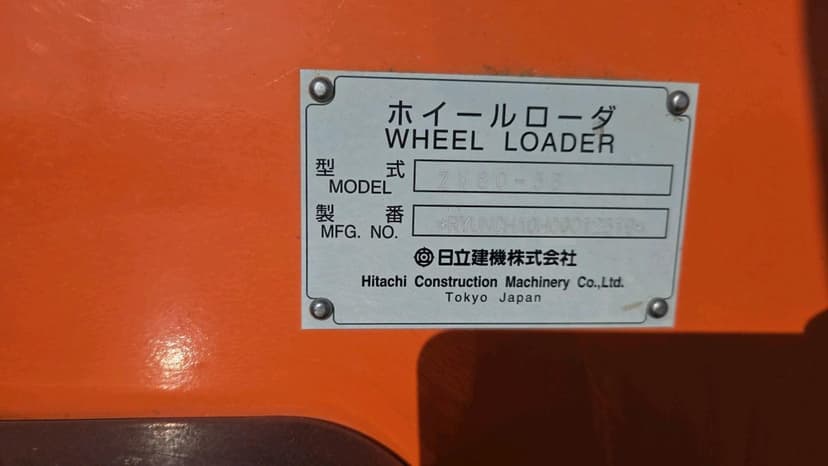 ホイールローダ
WHEEL LOADER
型式
MODEL
製番
MFG. NO.
日立建機株式会社
Hitachi Construction Machinery Co.,Ltd.
Tokyo Japan